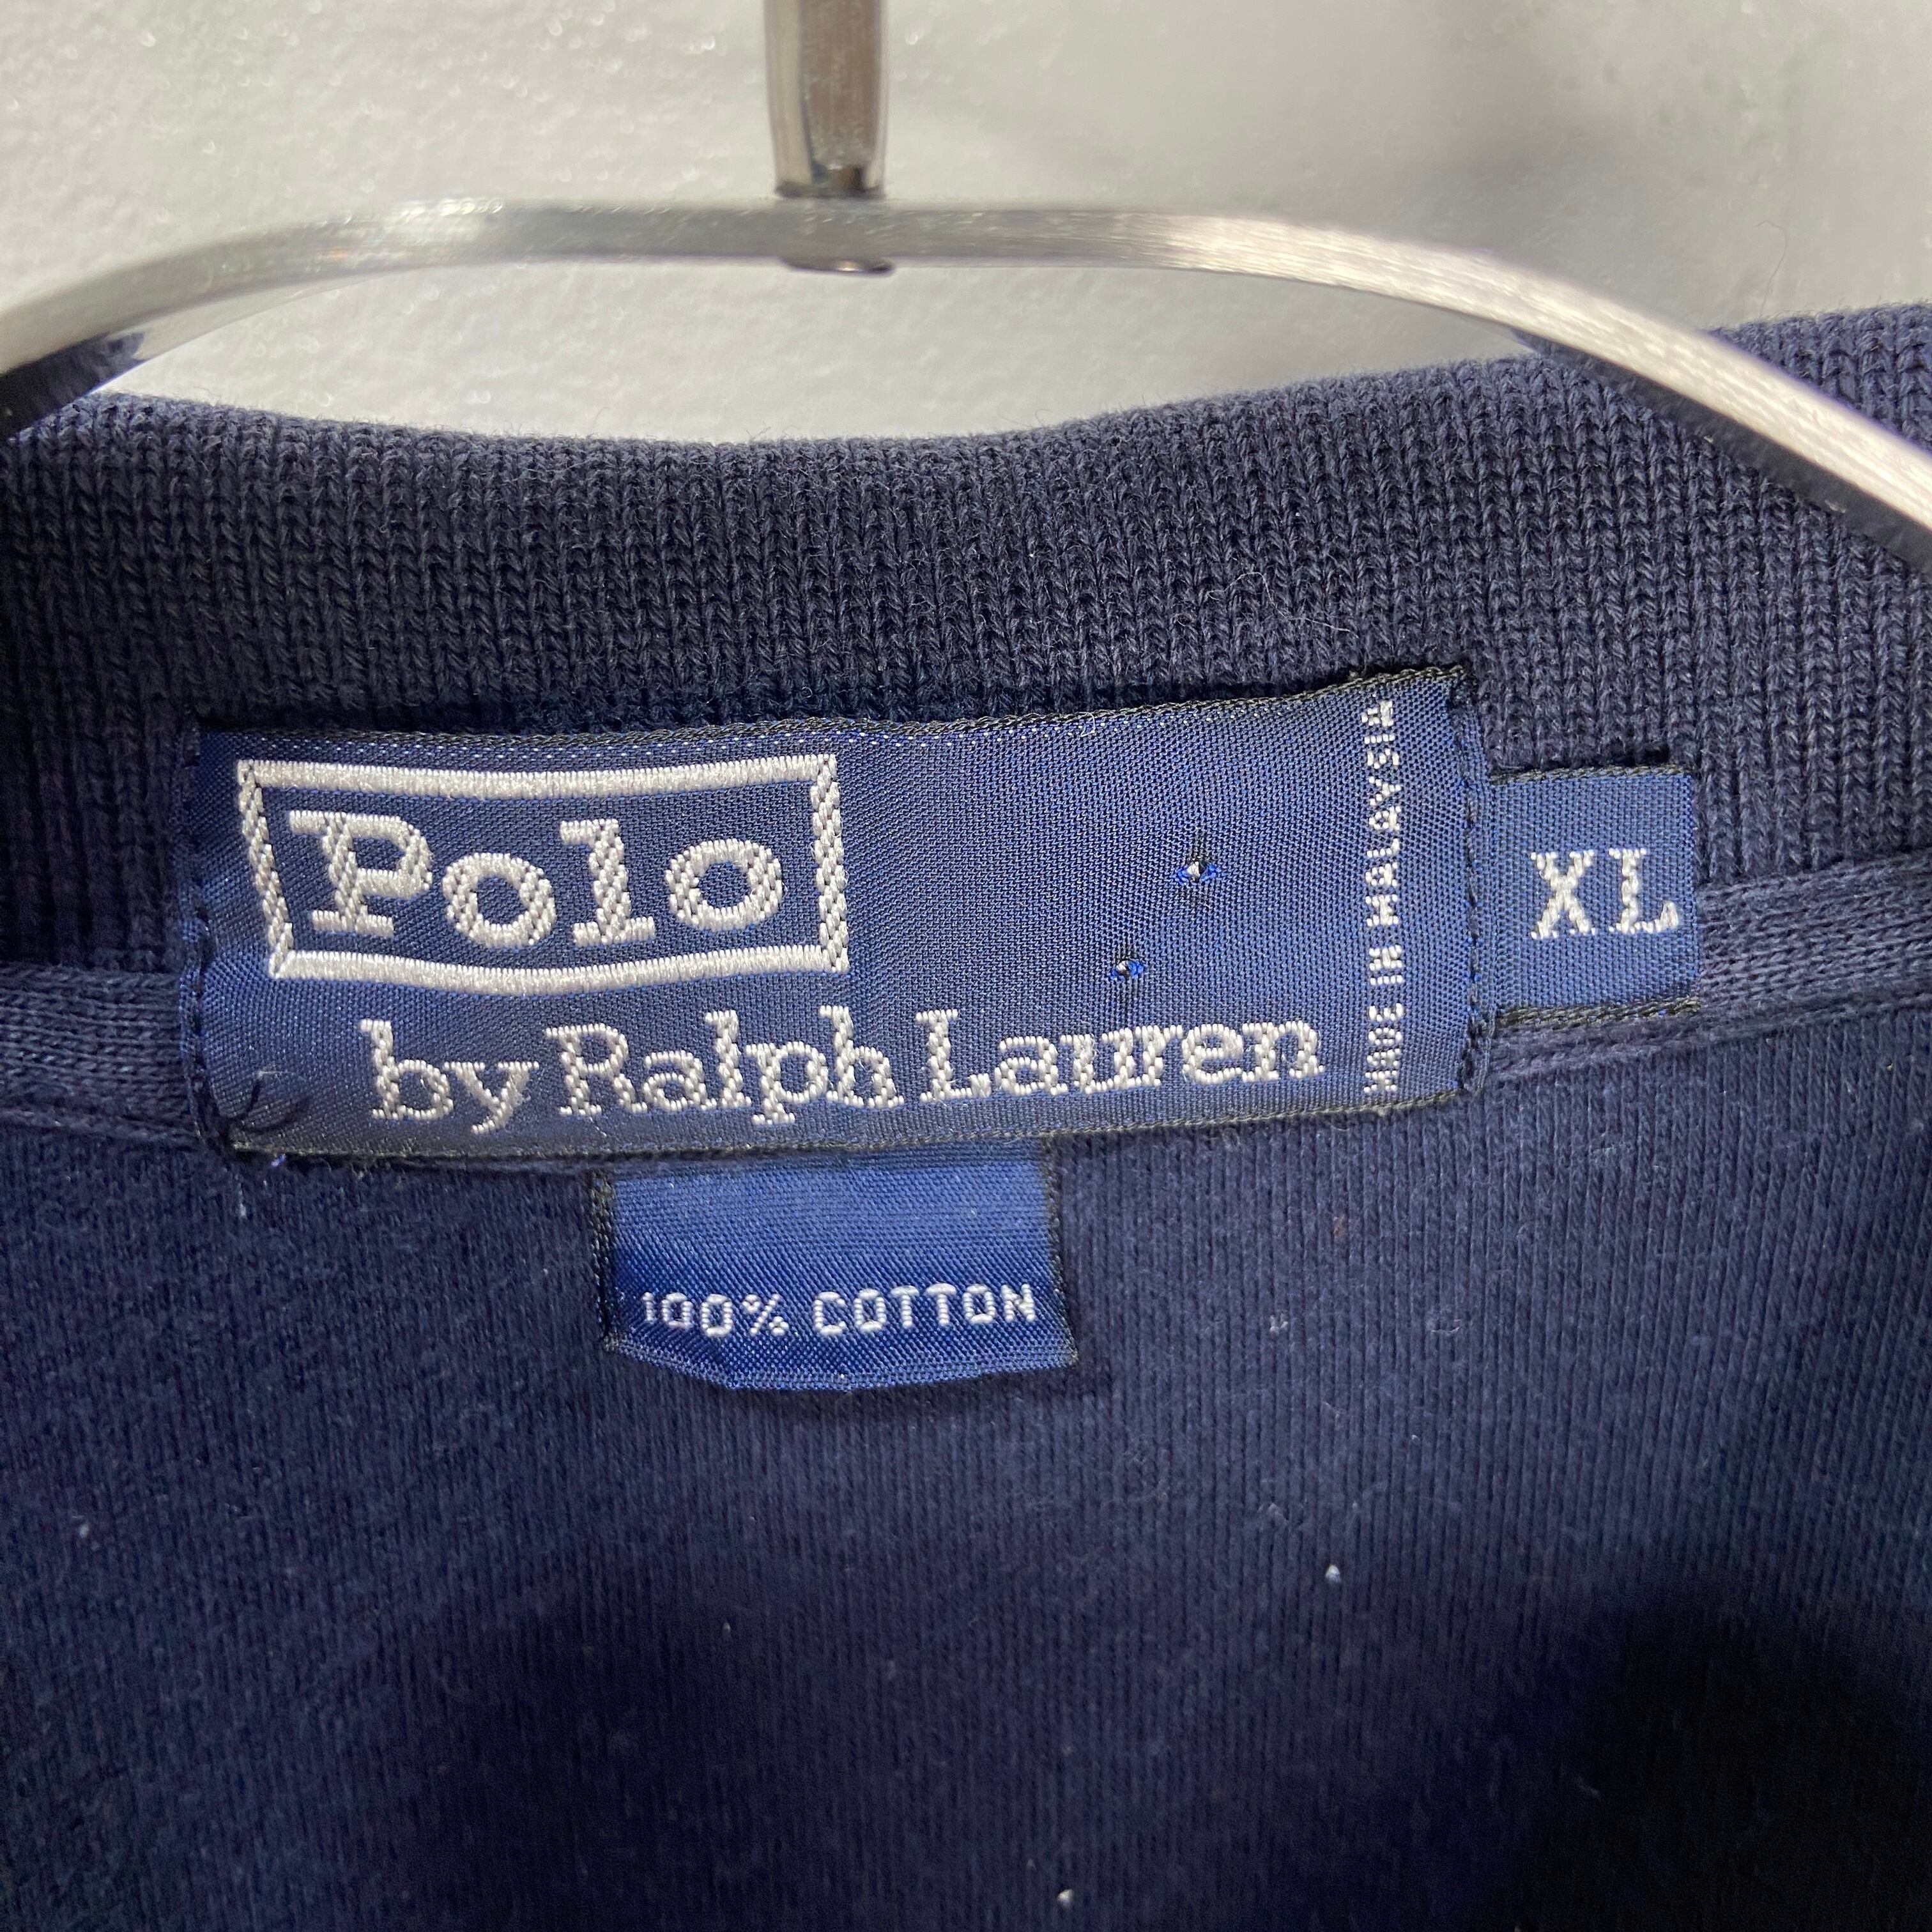 Polo
by Ralph Lauren
MADE IN MALAYSIA
XL
100% COTTON